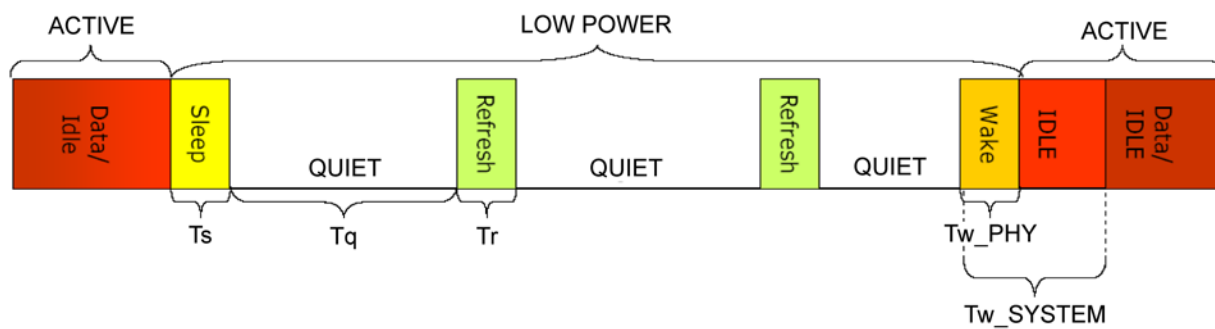 ACTIVE
LOW POWER
ACTIVE
Data/
Idle
Sleep
QUIET
Refresh
QUIET
Refresh
QUIET
Wake
IDLE
Data/
IDLE
Ts
Tq
Tr
Tw_PHY
Tw_SYSTEM